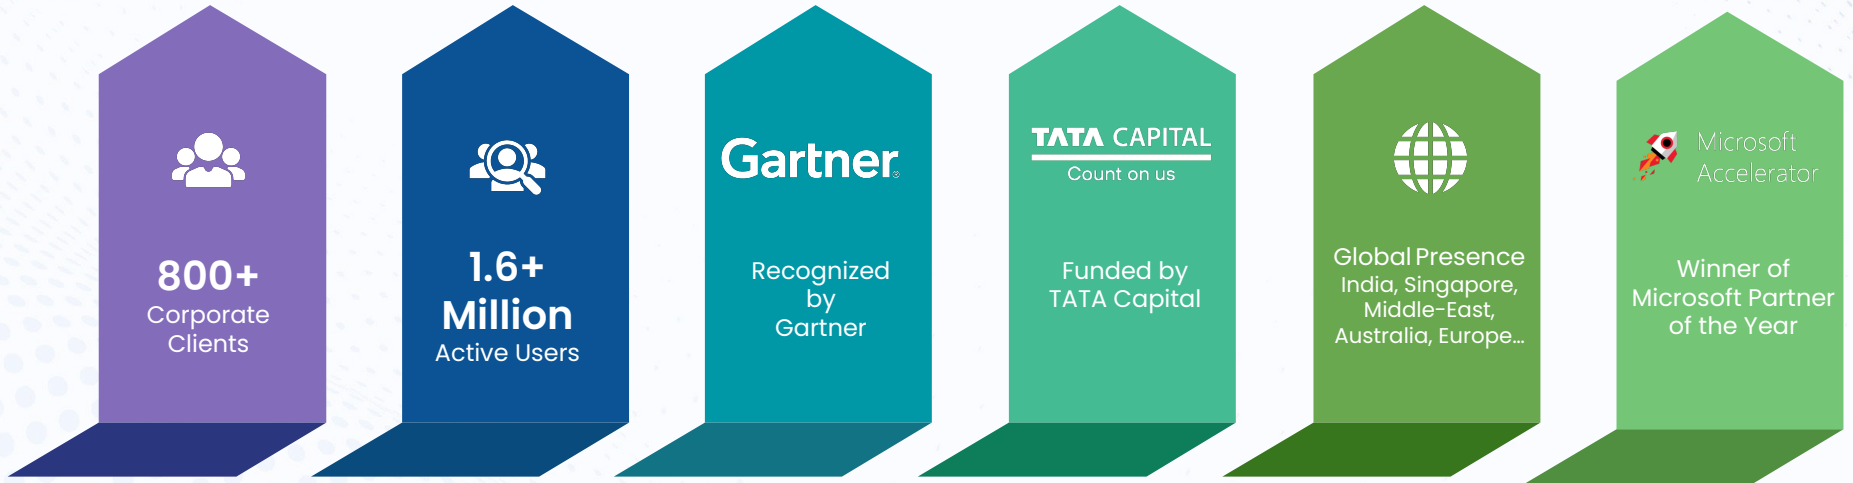 800+
Corporate
Clients
1.6+
Million
Active Users
Gartner®
Recognized
by
Gartner
TATA CAPITAL
Count on us
Funded by
TATA Capital
Global Presence
India, Singapore,
Middle-East,
Australia, Europe...
Microsoft
Accelerator
Winner of
Microsoft Partner
of the Year